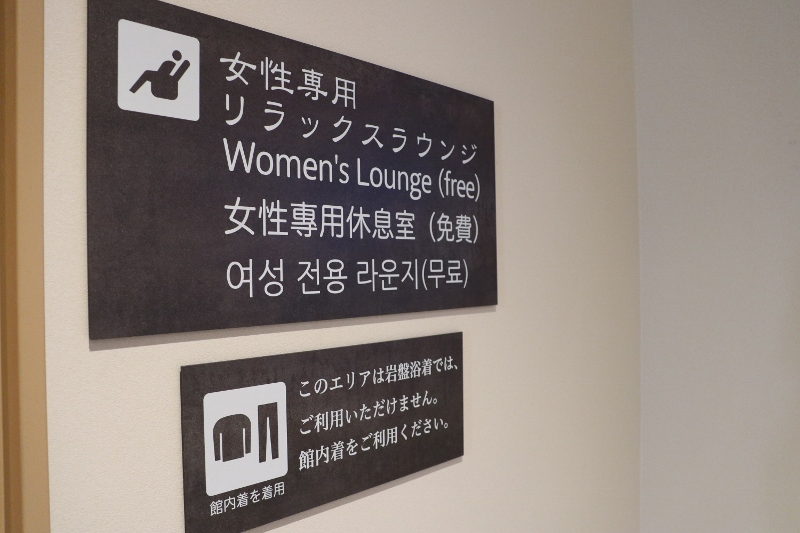 女性専用
リラックスラウンジ
Women's Lounge (free)
女性專用休息室（免費）
여성 전용 라운지(무료)
このエリアは岩盤浴着では、
ご利用いただけません。
館内着をご利用ください。
館内着を着用